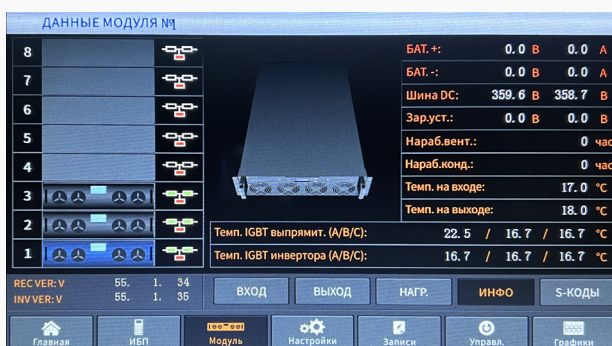 ДАННЫЕ МОДУЛЯ №1
8
7
6
5
4
3
2
1
БАТ.+: 0.0 В 0.0 А
БАТ.-: 0.0 В 0.0 А
Шина DC: 359.6 В 358.7 В
Зар.уст.: 0.0 В 0.0 В
Нараб.вент.: 0 час
Нараб.конд.: 0 час
Темп. на входе: 17.0 °C
Темп. на выходе: 18.0 °C
Темп. IGBT выпрямит. (A/B/C): 22.5 / 16.7 / 16.7 °C
Темп. IGBT инвертора (A/B/C): 16.7 / 16.7 / 16.7 °C
REC VER: V 55. 1. 34
INV VER: V 55. 1. 35
ВХОД ВЫХОД НАГР. ИНФО S-КОДЫ
Главная ИБП Модуль Настройки Записи Управл. Графики